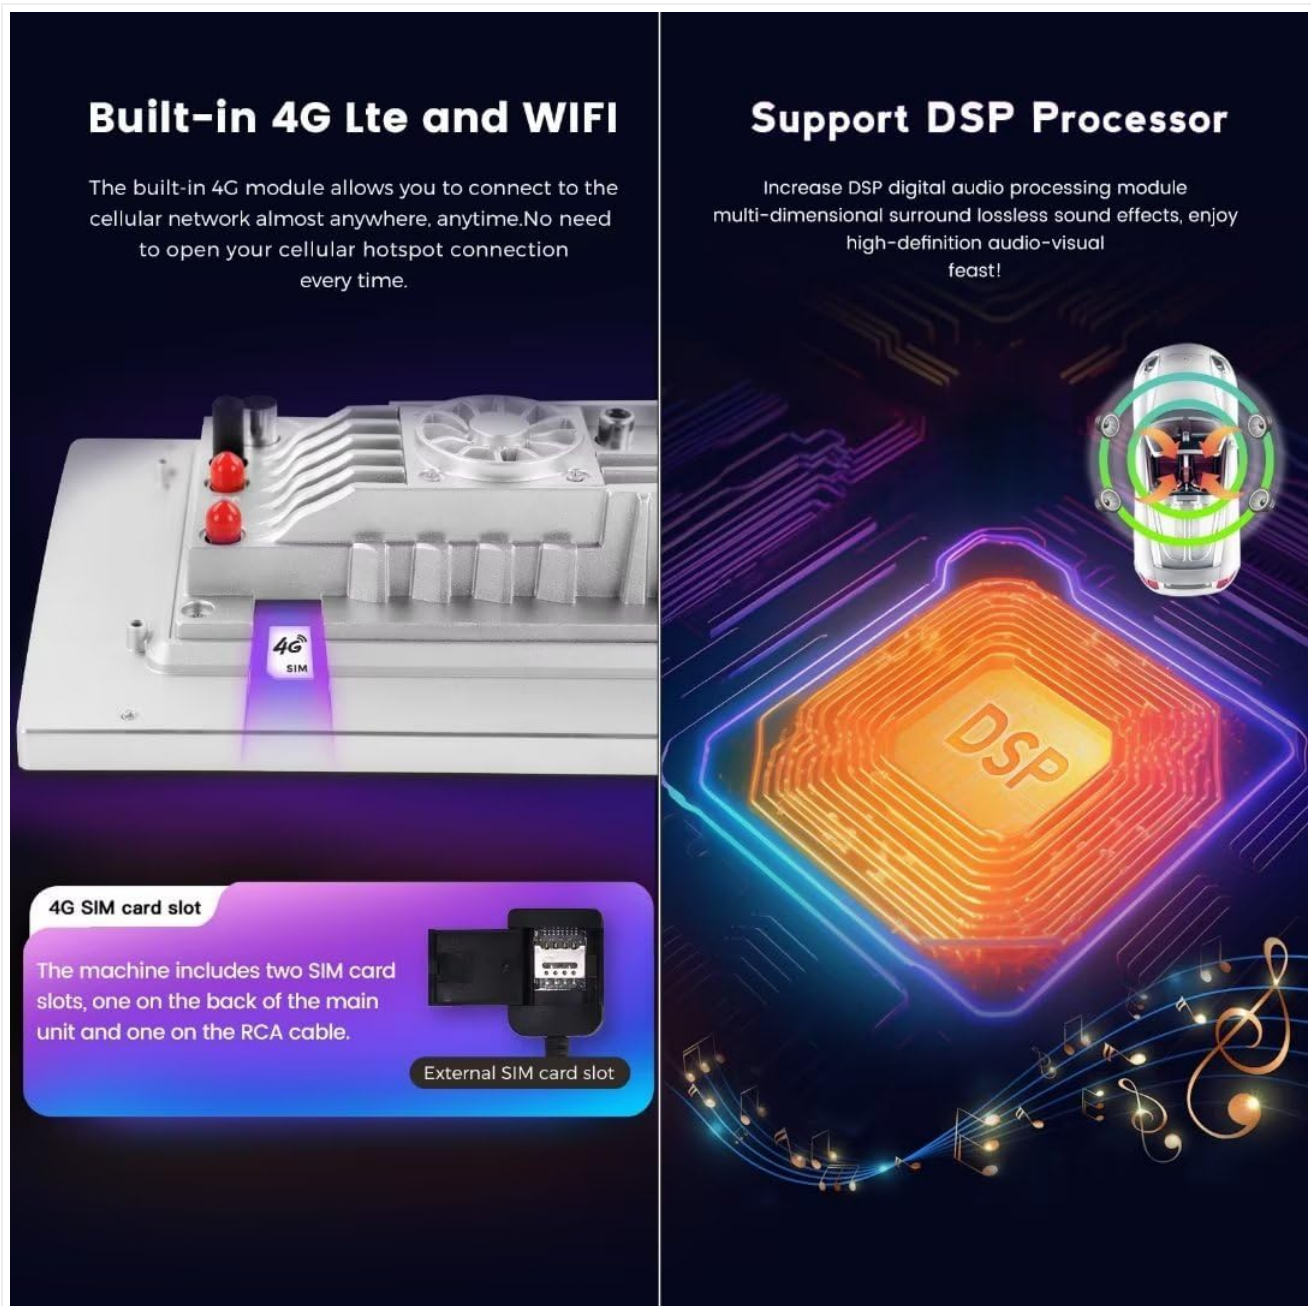 Built-in 4G Lte and WIFI
The built-in 4G module allows you to connect to the
cellular network almost anywhere, anytime.No need
to open your cellular hotspot connection
every time.
4G
SIM
4G SIM card slot
The machine includes two SIM card
slots, one on the back of the main
unit and one on the RCA cable.
External SIM card slot
Support DSP Processor
Increase DSP digital audio processing module
multi-dimensional surround lossless sound effects, enjoy
high-definition audio-visual
feast!
DSP